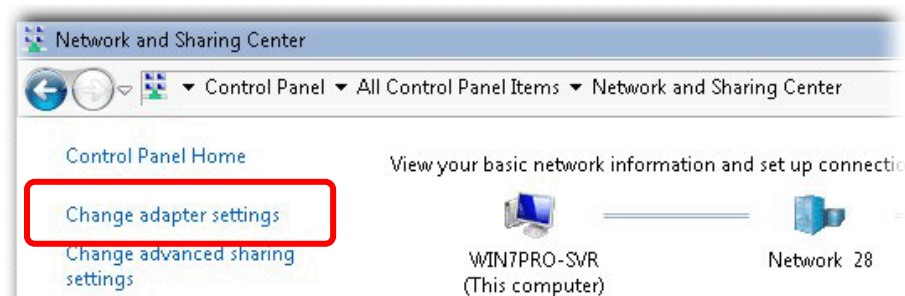 Network and Sharing Center
Control Panel All Control Panel Items Network and Sharing Center
Control Panel Home
View your basic network information and set up connectic
Change adapter settings
Change advanced sharing
settings
WIN7PRO-SVR
(This computer)
Network 28